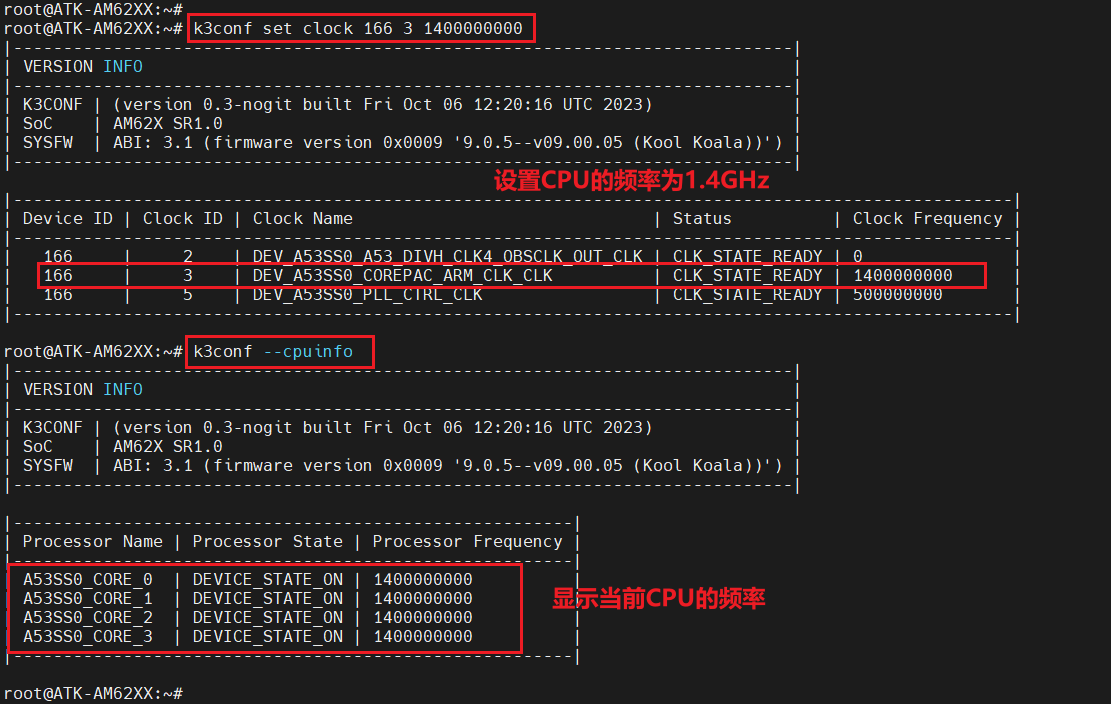 root@ATK-AM62XX:~#
root@ATK-AM62XX:~# k3conf set clock 166 3 1400000000
|------------------------------------------------------------------------------|
| VERSION INFO                                                                 |
|------------------------------------------------------------------------------|
| K3CONF | (version 0.3-nogit built Fri Oct 06 12:20:16 UTC 2023)              |
| SoC    | AM62X SR1.0                                                         |
| SYSFW  | ABI: 3.1 (firmware version 0x0009 '9.0.5--v09.00.05 (Kool Koala))') |
|------------------------------------------------------------------------------|
设置CPU的频率为1.4GHz
|----------------------------------------------------------------------------------------------------|
| Device ID | Clock ID | Clock Name                              | Status          | Clock Frequency |
|----------------------------------------------------------------------------------------------------|
|   166     |     2    | DEV_A53SS0_A53_DIVH_CLK4_OBSCLK_OUT_CLK | CLK_STATE_READY | 0               |
|   166     |     3    | DEV_A53SS0_COREPAC_ARM_CLK_CLK          | CLK_STATE_READY | 1400000000      |
|   166     |     5    | DEV_A53SS0_PLL_CTRL_CLK                 | CLK_STATE_READY | 500000000       |
|----------------------------------------------------------------------------------------------------|
root@ATK-AM62XX:~# k3conf --cpuinfo
|------------------------------------------------------------------------------|
| VERSION INFO                                                                 |
|------------------------------------------------------------------------------|
| K3CONF | (version 0.3-nogit built Fri Oct 06 12:20:16 UTC 2023)              |
| SoC    | AM62X SR1.0                                                         |
| SYSFW  | ABI: 3.1 (firmware version 0x0009 '9.0.5--v09.00.05 (Kool Koala))') |
|------------------------------------------------------------------------------|
|--------------------------------------------------------|
| Processor Name | Processor State | Processor Frequency |
|--------------------------------------------------------|
| A53SS0_CORE_0  | DEVICE_STATE_ON | 1400000000          |
| A53SS0_CORE_1  | DEVICE_STATE_ON | 1400000000          |
显示当前CPU的频率
| A53SS0_CORE_2  | DEVICE_STATE_ON | 1400000000          |
| A53SS0_CORE_3  | DEVICE_STATE_ON | 1400000000          |
|--------------------------------------------------------|
root@ATK-AM62XX:~#